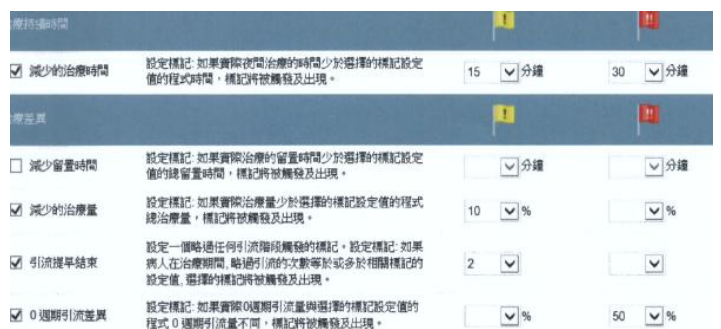 療持續時間
! !!
減少的治療時間 設定標記: 如果實際夜間治療的時間少於選擇的標記設定 15 分鐘 30 分鐘
值的程式時間，標記將被觸發及出現。
療差異
! !!
減少留置時間 設定標記: 如果實際治療的留置時間少於選擇的標記設定 分鐘 分鐘
值的總留置時間，標記將被觸發及出現。
減少的治療量 設定標記: 如果實際治療量少於選擇的標記設定值的程式 10 % %
總治療量，標記將被觸發及出現。
設定一個略過任何引流階段觸發的標記。設定標記: 如果
引流提早結束 病人在治療期間, 略過引流的次數等於或多於相關標記的 2
設定值, 選擇的標記將被觸發及出現。
0 週期引流差異 設定標記: 如果實際0週期引流量與選擇的標記設定值的 % 50 %
程式 0 週期引流量不同，標記將被觸發及出現。